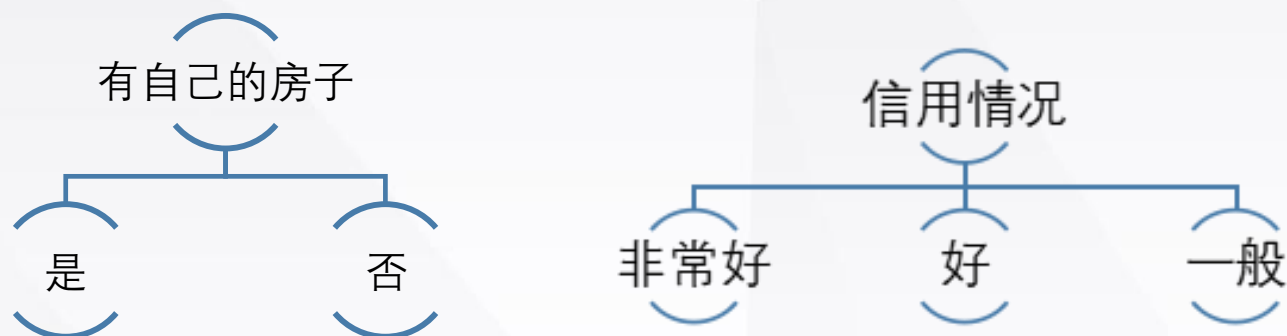 有自己的房子
是
否
信用情况
非常好
好
一般